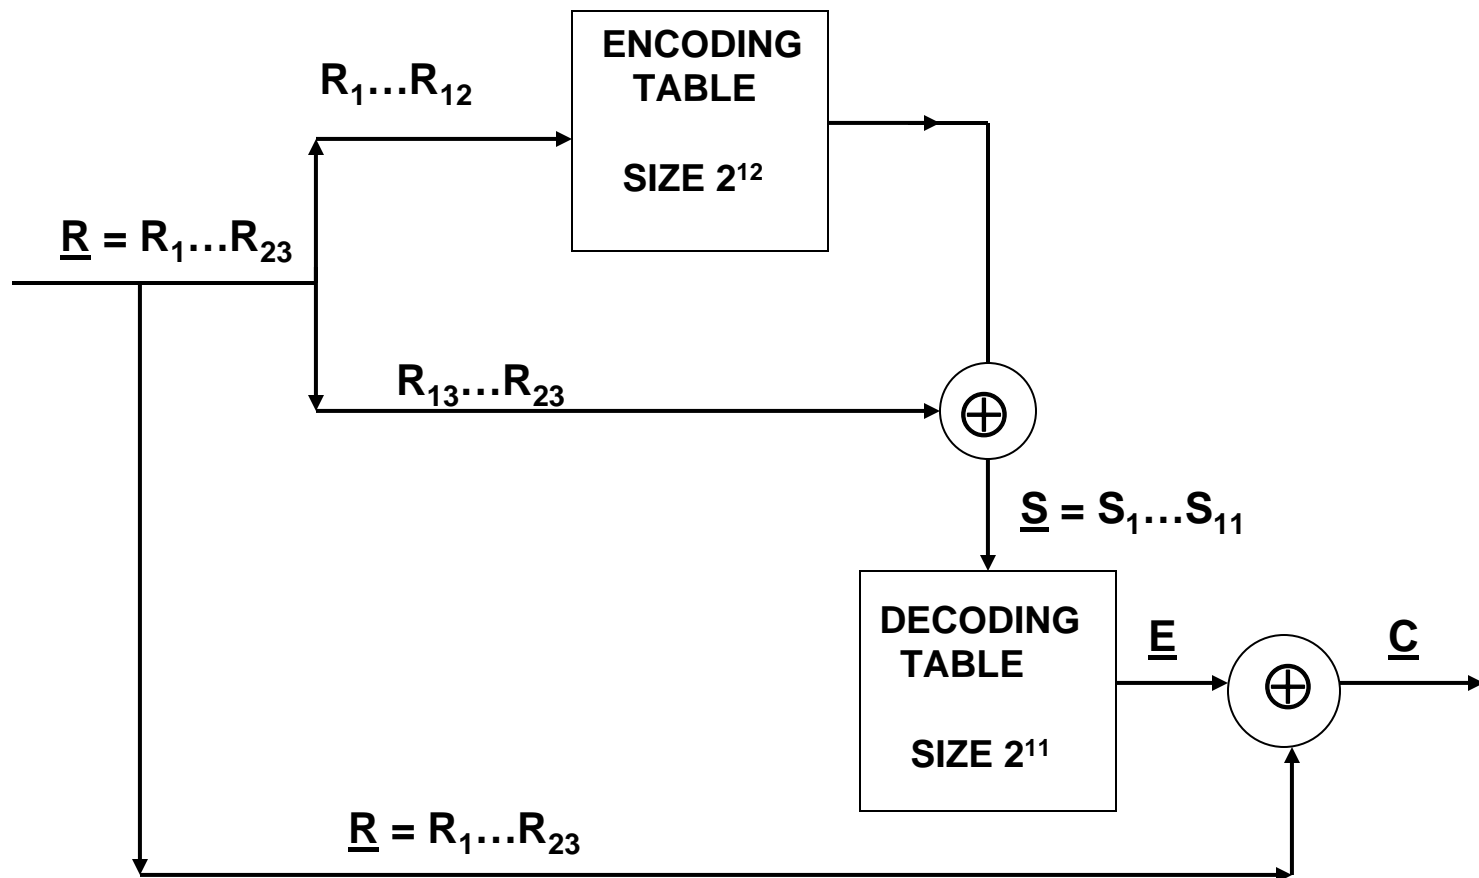 ENCODING
TABLE
SIZE 2¹²
R₁…R₁₂
R = R₁…R₂₃
R₁₃…R₂₃
⊕
S = S₁…S₁₁
DECODING
TABLE
SIZE 2¹¹
E
⊕
C
R = R₁…R₂₃